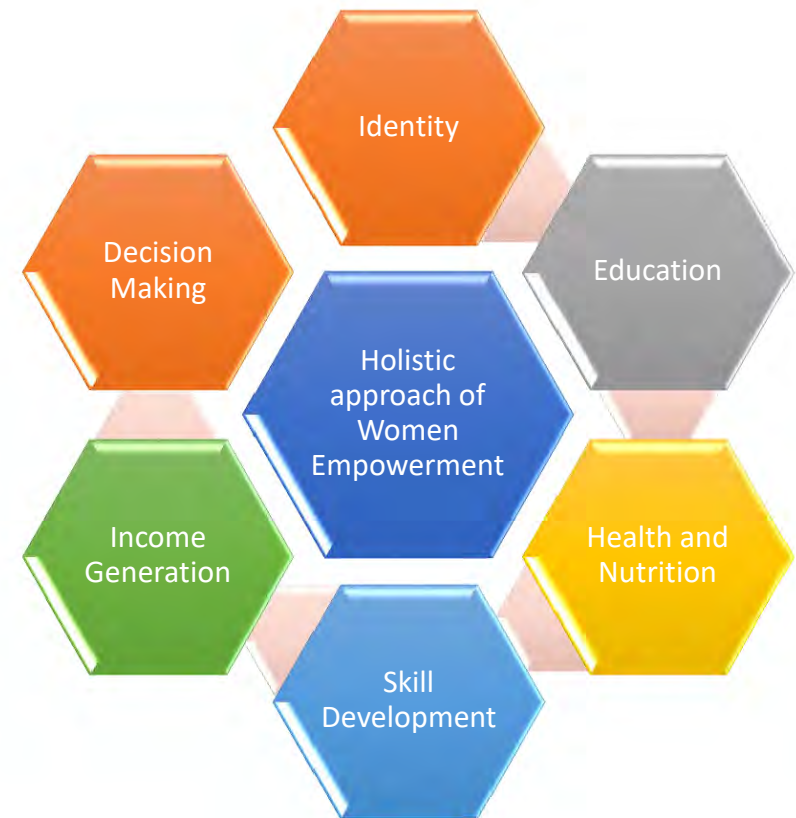 Identity
Decision
Making
Education
Holistic
approach of
Women
Empowerment
Income
Generation
Health and
Nutrition
Skill
Development